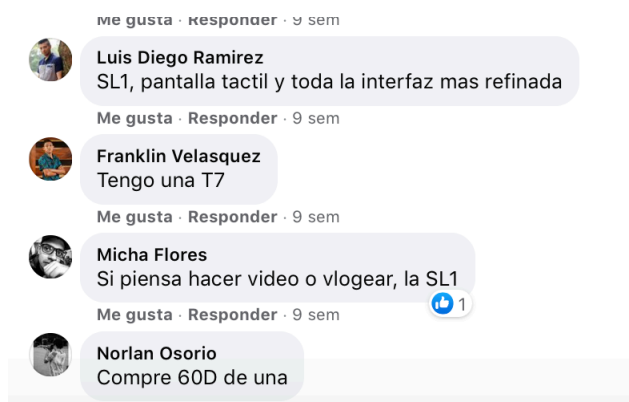 Me gusta · Responder · 9 sem
Luis Diego Ramirez
SL1, pantalla tactil y toda la interfaz mas refinada
Me gusta · Responder · 9 sem
Franklin Velasquez
Tengo una T7
Me gusta · Responder · 9 sem
Micha Flores
Si piensa hacer video o vlogear, la SL1
1
Me gusta · Responder · 9 sem
Norlan Osorio
Compre 60D de una